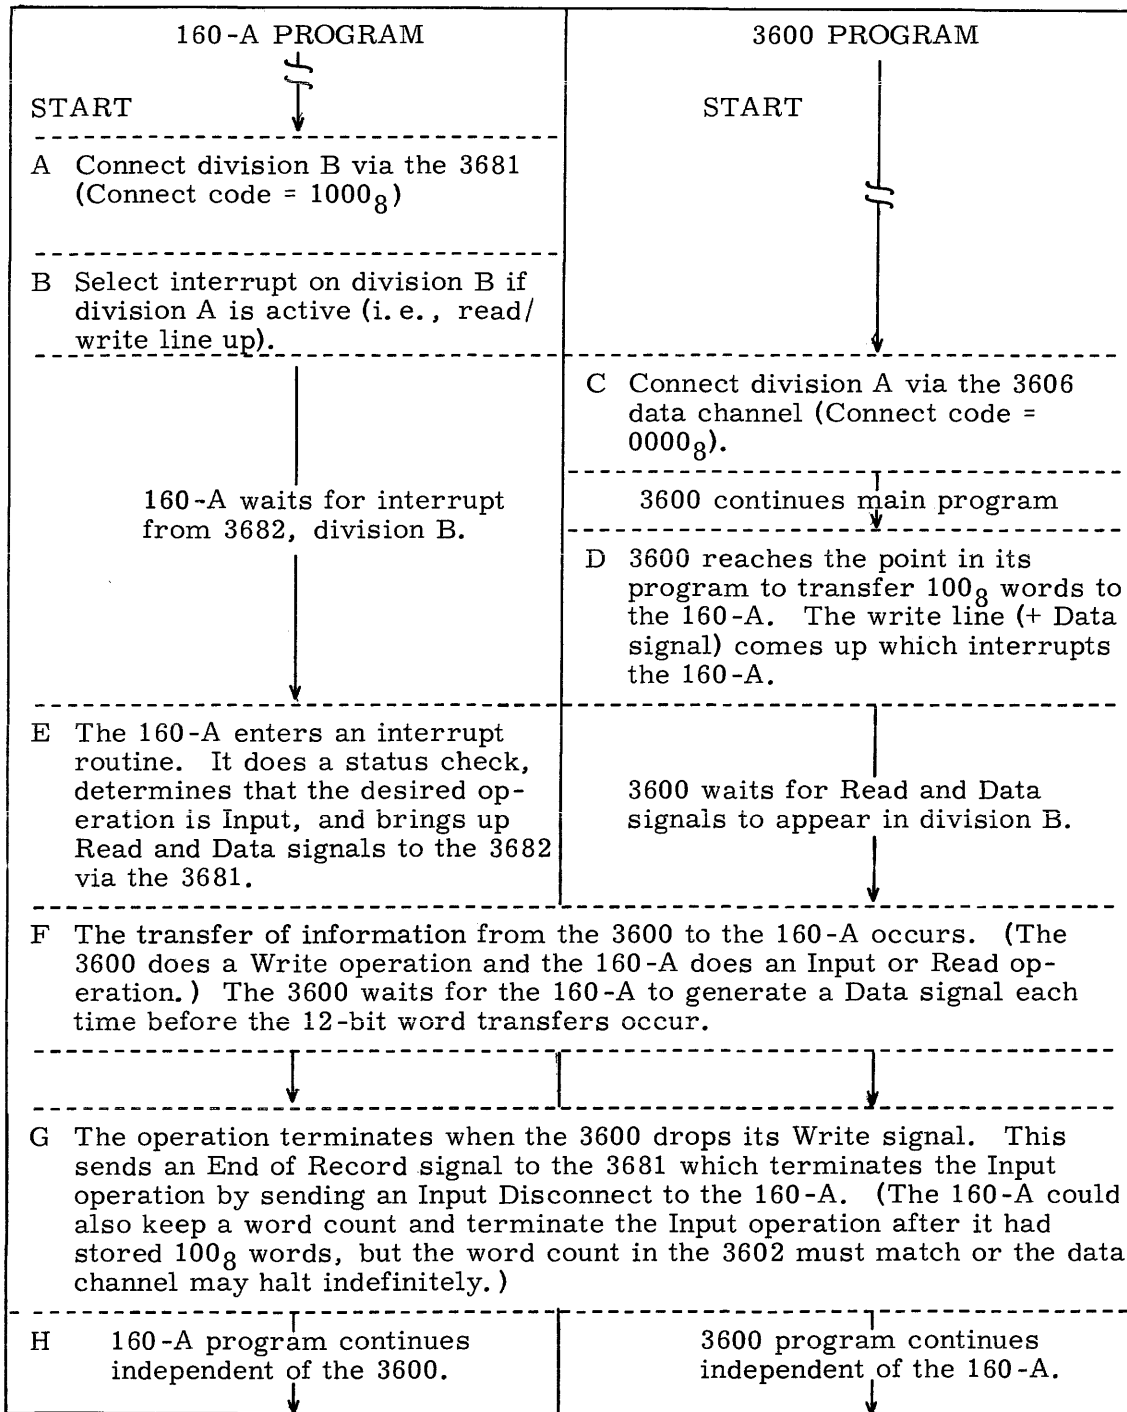 160-A PROGRAM
START
A Connect division B via the 3681
(Connect code = 1000₈)
B Select interrupt on division B if
division A is active (i. e., read/
write line up).
160-A waits for interrupt
from 3682, division B.
E The 160-A enters an interrupt
routine. It does a status check,
determines that the desired op-
eration is Input, and brings up
Read and Data signals to the 3682
via the 3681.
3600 PROGRAM
START
C Connect division A via the 3606
data channel (Connect code =
0000₈).
3600 continues main program
D 3600 reaches the point in its
program to transfer 100₈ words to
the 160-A. The write line (+ Data
signal) comes up which interrupts
the 160-A.
3600 waits for Read and Data
signals to appear in division B.
F The transfer of information from the 3600 to the 160-A occurs. (The
3600 does a Write operation and the 160-A does an Input or Read op-
eration.) The 3600 waits for the 160-A to generate a Data signal each
time before the 12-bit word transfers occur.
G The operation terminates when the 3600 drops its Write signal. This
sends an End of Record signal to the 3681 which terminates the Input
operation by sending an Input Disconnect to the 160-A. (The 160-A could
also keep a word count and terminate the Input operation after it had
stored 100₈ words, but the word count in the 3602 must match or the data
channel may halt indefinitely.)
H 160-A program continues
independent of the 3600.
3600 program continues
independent of the 160-A.